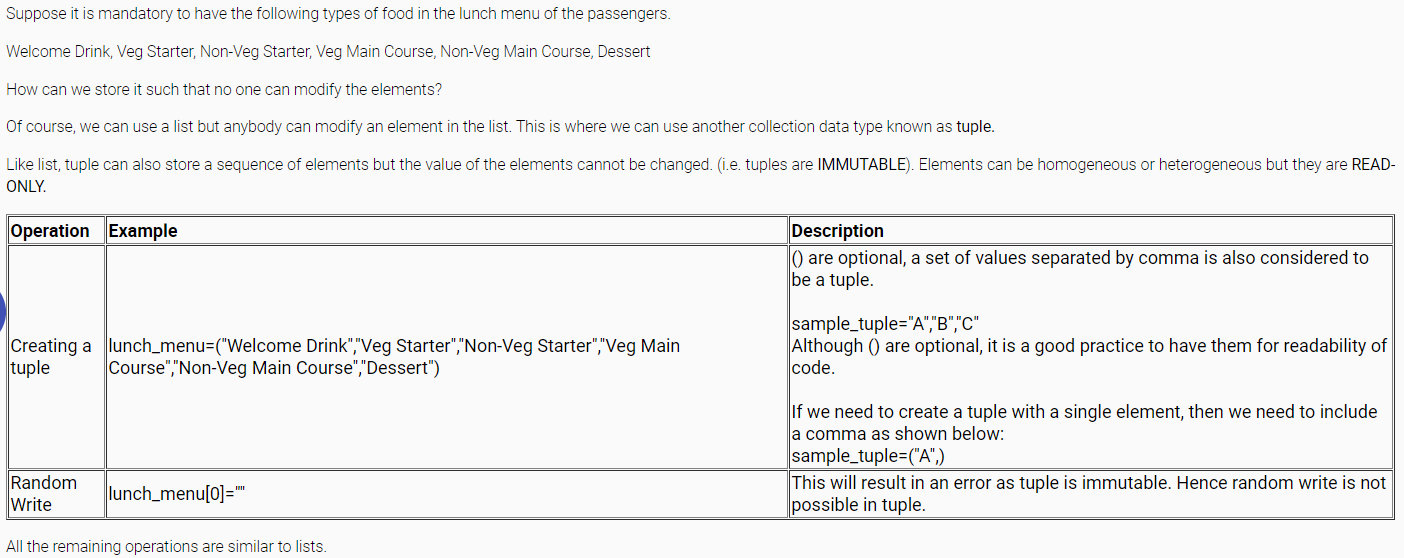 Suppose it is mandatory to have the following types of food in the lunch menu of the passengers.
Welcome Drink, Veg Starter, Non-Veg Starter, Veg Main Course, Non-Veg Main Course, Dessert
How can we store it such that no one can modify the elements?
Of course, we can use a list but anybody can modify an element in the list. This is where we can use another collection data type known as tuple.
Like list, tuple can also store a sequence of elements but the value of the elements cannot be changed. (i.e. tuples are IMMUTABLE). Elements can be homogeneous or heterogeneous but they are READ-
ONLY.
Operation Example Description
Creating a
tuple
lunch_menu=("Welcome Drink","Veg Starter","Non-Veg Starter","Veg Main
Course","Non-Veg Main Course","Dessert")
() are optional, a set of values separated by comma is also considered to
be a tuple.
sample_tuple="A","B","C"
Although () are optional, it is a good practice to have them for readability of
code.
If we need to create a tuple with a single element, then we need to include
a comma as shown below:
sample_tuple=("A",)
Random
Write
lunch_menu[0]=""
This will result in an error as tuple is immutable. Hence random write is not
possible in tuple.
All the remaining operations are similar to lists.